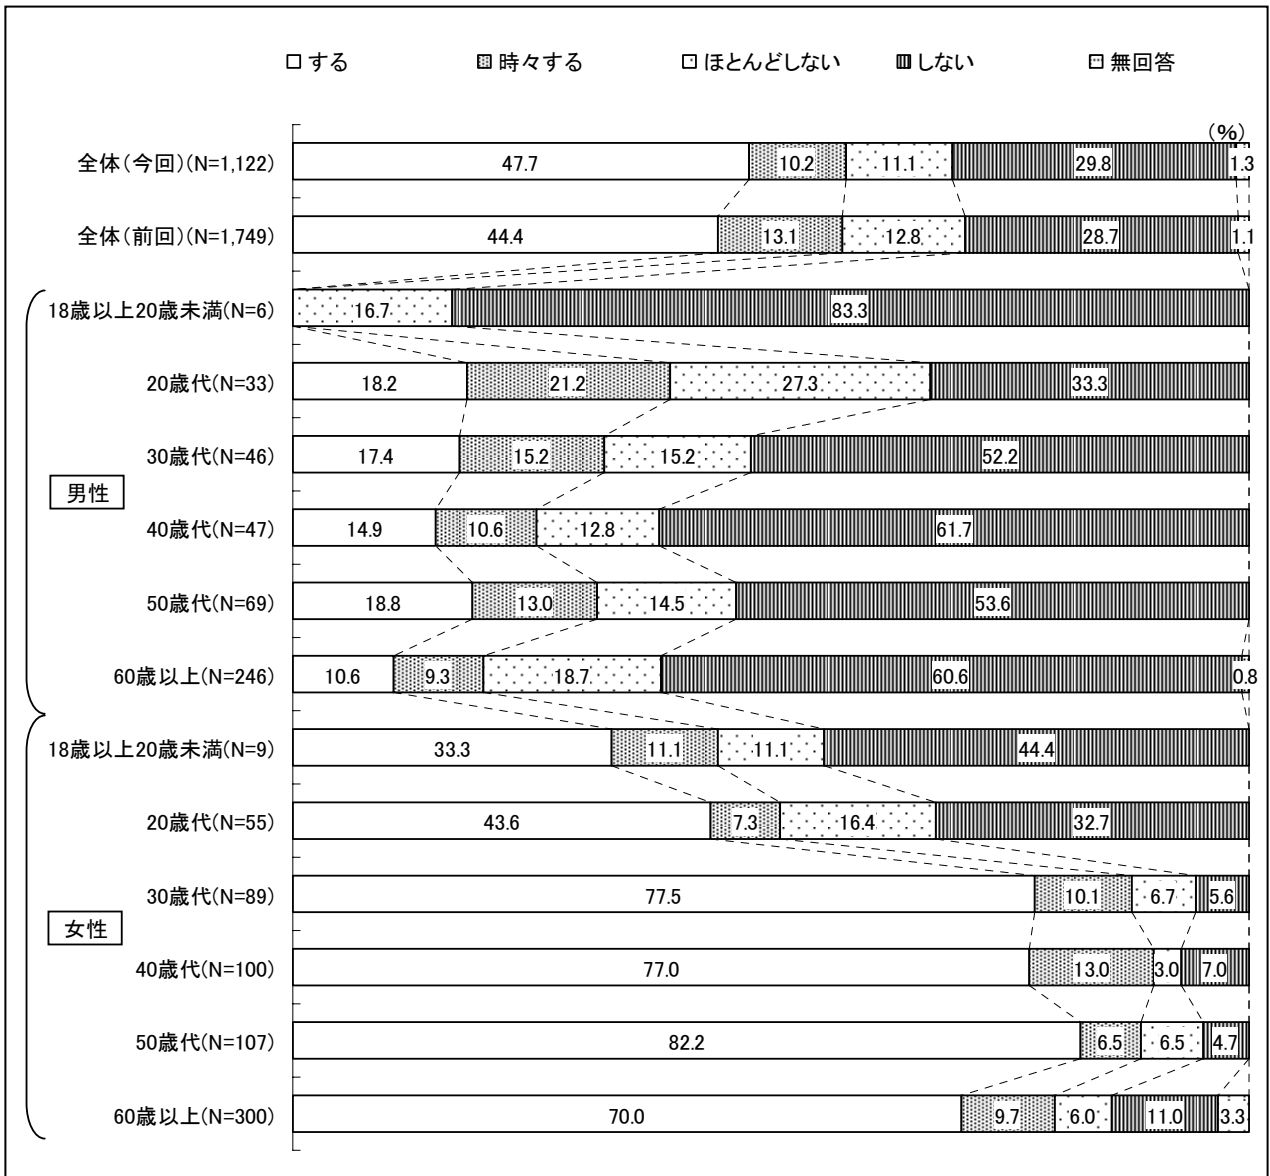 する 時々する ほとんどしない しない 無回答
(%)
全体(今回)(N=1,122) 47.7 10.2 11.1 29.8 1.3
全体(前回)(N=1,749) 44.4 13.1 12.8 28.7 1.1
18歳以上20歳未満(N=6) 16.7 83.3
20歳代(N=33) 18.2 21.2 27.3 33.3
30歳代(N=46) 17.4 15.2 15.2 52.2
男性
40歳代(N=47) 14.9 10.6 12.8 61.7
50歳代(N=69) 18.8 13.0 14.5 53.6
60歳以上(N=246) 10.6 9.3 18.7 60.6 0.8
18歳以上20歳未満(N=9) 33.3 11.1 11.1 44.4
20歳代(N=55) 43.6 7.3 16.4 32.7
30歳代(N=89) 77.5 10.1 6.7 5.6
女性
40歳代(N=100) 77.0 13.0 3.0 7.0
50歳代(N=107) 82.2 6.5 6.5 4.7
60歳以上(N=300) 70.0 9.7 6.0 11.0 3.3